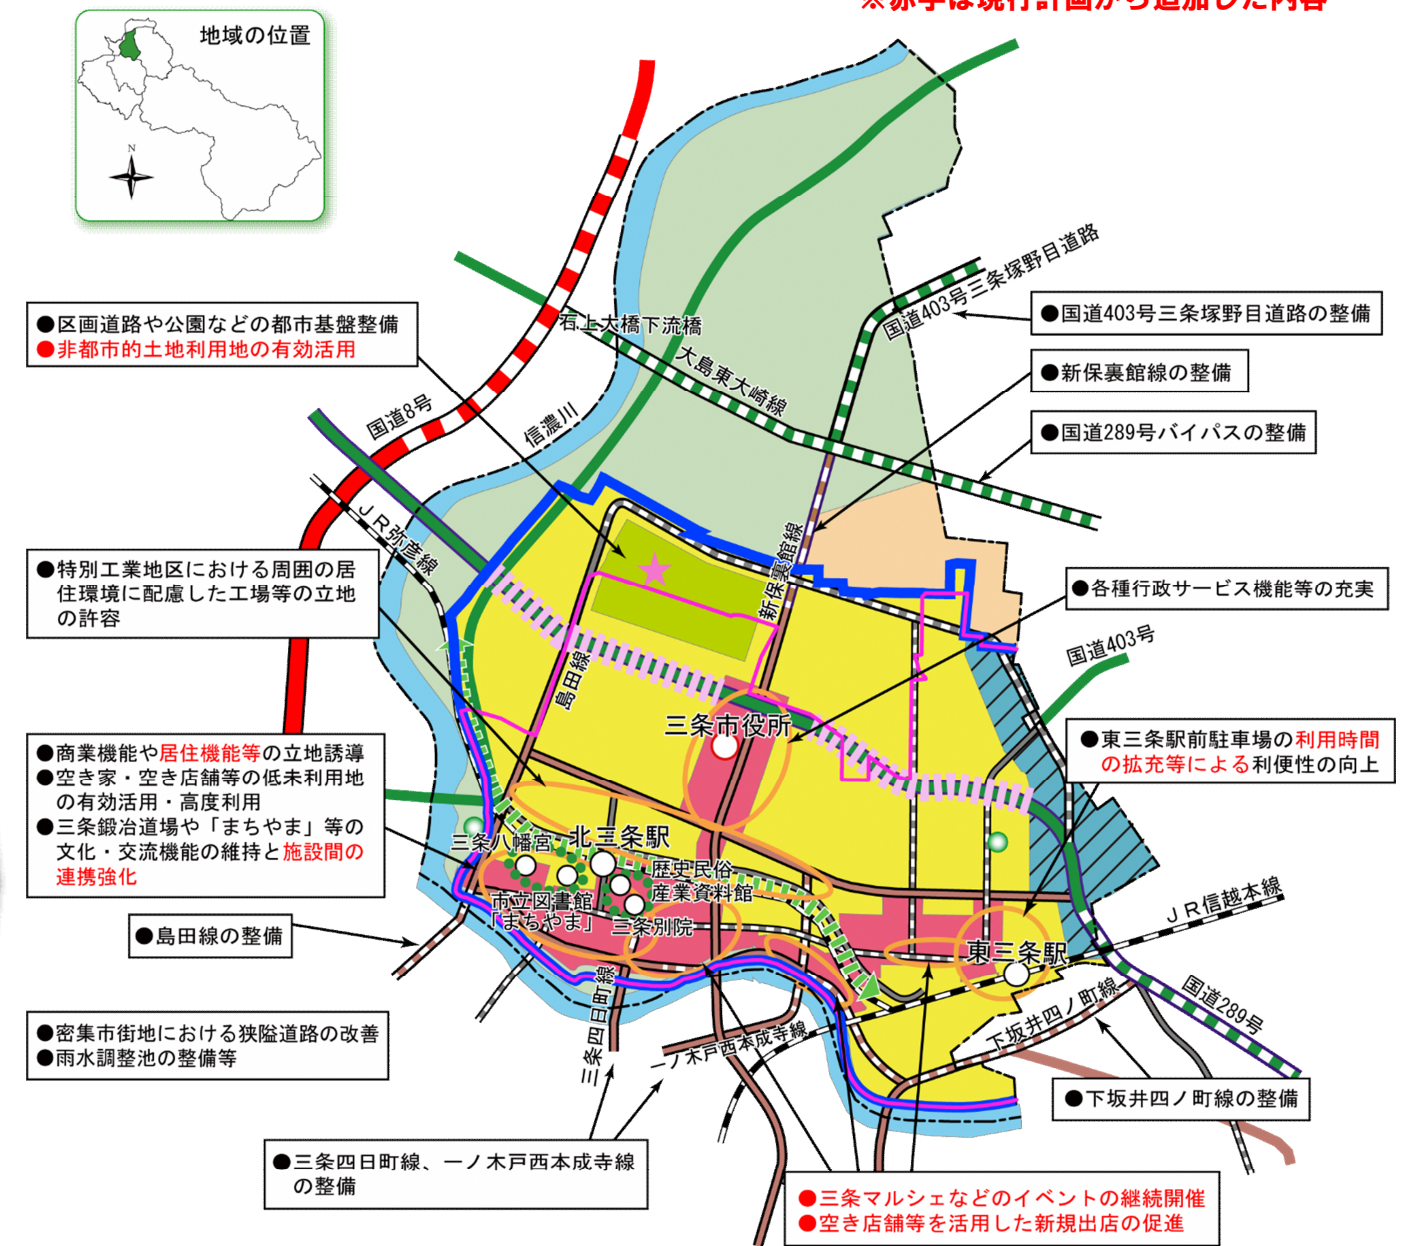 ※赤字は現行計画から追加した内容
地域の位置
N
国道403号三条塚野目道路
●区画道路や公園などの都市基盤整備
●非都市的土地利用地の有効活用
石上大橋下流橋
大島東大崎線
●国道403号三条塚野目道路の整備
●新保裏館線の整備
●国道289号バイパスの整備
国道8号
信濃川
JR弥彦線
新保裏館線
●特別工業地区における周囲の居
住環境に配慮した工場等の立地
の許容
●各種行政サービス機能等の充実
国道403号
島田線
三条市役所
●商業機能や居住機能等の立地誘導
●空き家・空き店舗等の低未利用地
の有効活用・高度利用
●三条鍛冶道場や「まちやま」等の
文化・交流機能の維持と施設間の
連携強化
●東三条駅前駐車場の利用時間
の拡充等による利便性の向上
三条八幡宮
北三条駅
歴史民俗
産業資料館
市立図書館
「まちやま」
三条別院
JR信越本線
東三条駅
●島田線の整備
国道289号
三条四日町線
一ノ木戸西本成寺線
下坂井四ノ町線
●密集市街地における狭隘道路の改善
●雨水調整池の整備等
●下坂井四ノ町線の整備
●三条四日町線、一ノ木戸西本成寺線
の整備
●三条マルシェなどのイベントの継続開催
●空き店舗等を活用した新規出店の促進